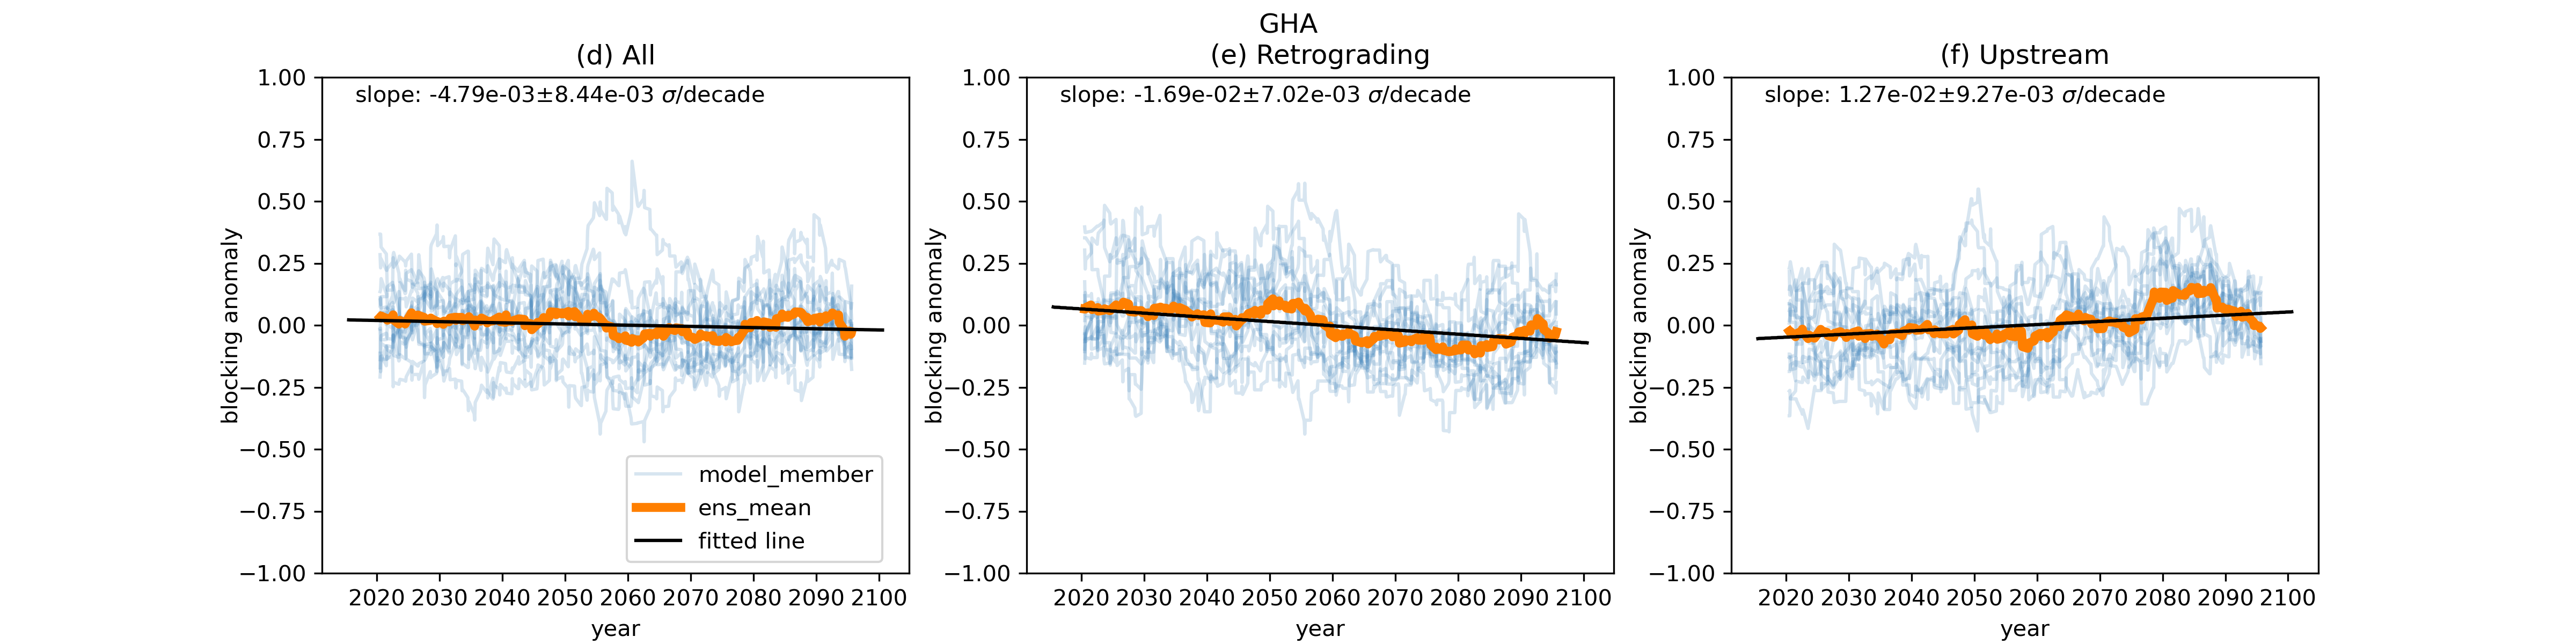 GHA
(d) All
(e) Retrograding
(f) Upstream
slope: -4.79e-03±8.44e-03 σ/decade
slope: -1.69e-02±7.02e-03 σ/decade
slope: 1.27e-02±9.27e-03 σ/decade
1.00
0.75
0.50
0.25
0.00
−0.25
−0.50
−0.75
−1.00
blocking anomaly
model_member
ens_mean
fitted line
2020 2030 2040 2050 2060 2070 2080 2090 2100
year
1.00
0.75
0.50
0.25
0.00
−0.25
−0.50
−0.75
−1.00
blocking anomaly
2020 2030 2040 2050 2060 2070 2080 2090 2100
year
1.00
0.75
0.50
0.25
0.00
−0.25
−0.50
−0.75
−1.00
blocking anomaly
2020 2030 2040 2050 2060 2070 2080 2090 2100
year